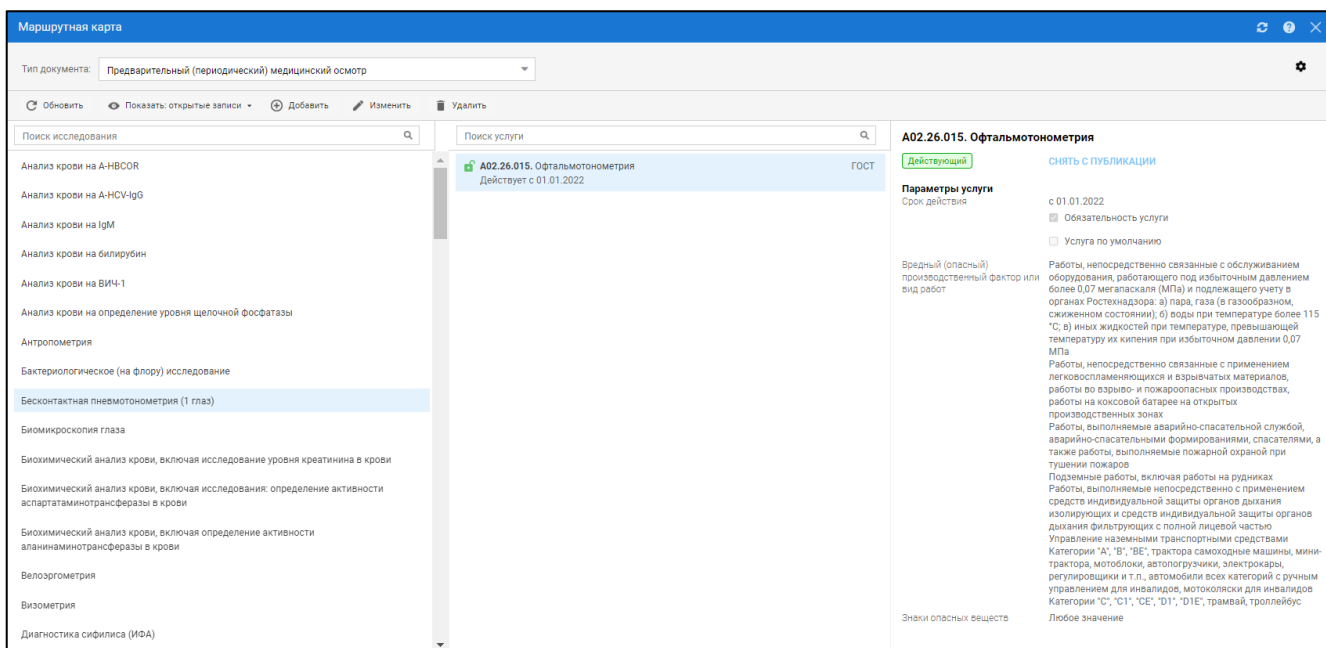 Маршрутная карта
Тип документа: Предварительный (периодический) медицинский осмотр
Обновить Показать: открытые записи Добавить Изменить Удалить
Поиск исследования
Анализ крови на A-HBCOR
Анализ крови на A-HCV-IgG
Анализ крови на IgM
Анализ крови на билирубин
Анализ крови на ВИЧ-1
Анализ крови на определение уровня щелочной фосфатазы
Антропометрия
Бактериологическое (на флору) исследование
Бесконтактная пневмотонометрия (1 глаз)
Биомикроскопия глаза
Биохимический анализ крови, включая исследование уровня креатинина в крови
Биохимический анализ крови, включая исследования: определение активности
аспартатаминотрансферазы в крови
Биохимический анализ крови, включая определение активности
аланинаминотрансферазы в крови
Велоэргометрия
Визометрия
Диагностика сифилиса (ИФА)
Поиск услуги
A02.26.015. Офтальмотонометрия ГОСТ
Действует с 01.01.2022
A02.26.015. Офтальмотонометрия
Действующий СНЯТЬ С ПУБЛИКАЦИИ
Параметры услуги
Срок действия с 01.01.2022
Обязательность услуги
Услуга по умолчанию
Вредный (опасный)
производственный фактор или
вид работ
Работы, непосредственно связанные с обслуживанием
оборудования, работающего под избыточным давлением
более 0,07 мегапаскаля (МПа) и подлежащего учету в
органах Ростехнадзора: а) пара, газа (в газообразном,
сжиженном состоянии); б) воды при температуре более 115
°C; в) иных жидкостей при температуре, превышающей
температуру их кипения при избыточном давлении 0,07
МПа
Работы, непосредственно связанные с применением
легковоспламеняющихся и взрывчатых материалов,
работы во взрыво- и пожароопасных производствах,
работы на коксовой батарее на открытых
производственных зонах
Работы, выполняемые аварийно-спасательной службой,
аварийно-спасательными формированиями, спасателями, а
также работы, выполняемые пожарной охраной при
тушении пожаров
Подземные работы, включая работы на рудниках
Работы, выполняемые непосредственно с применением
средств индивидуальной защиты органов дыхания
изолирующих и средств индивидуальной защиты органов
дыхания фильтрующих с полной лицевой частью
Управление наземными транспортными средствами
Категории "A", "B", "BE", трактора самоходные машины, мини-
трактора, мотоблоки, автопогрузчики, электрокары,
регулировщики и т.п., автомобили всех категорий с ручным
управлением для инвалидов, мотоколяски для инвалидов
Категории "C", "C1", "CE", "D1", "D1E", трамвай, троллейбус
Знаки опасных веществ Любое значение